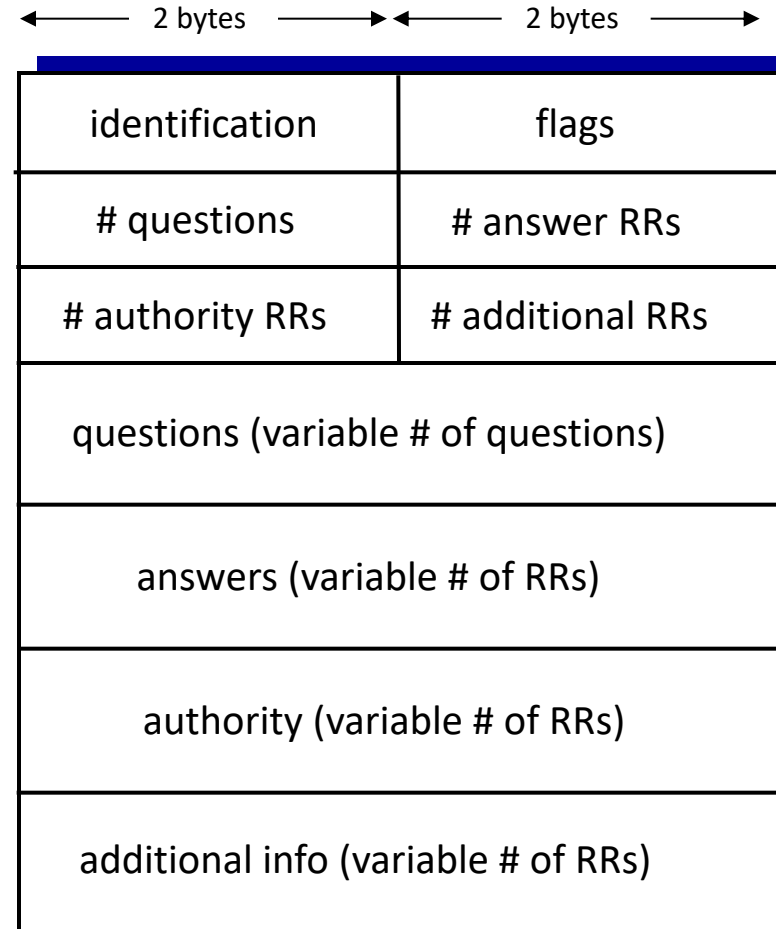 2 bytes 2 bytes
identification flags
# questions # answer RRs
# authority RRs # additional RRs
questions (variable # of questions)
answers (variable # of RRs)
authority (variable # of RRs)
additional info (variable # of RRs)